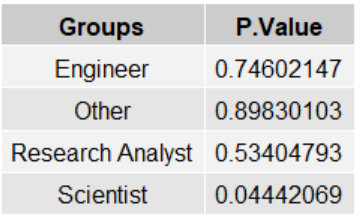 Groups P.Value
Engineer 0.74602147
Other 0.89830103
Research Analyst 0.53404793
Scientist 0.04442069